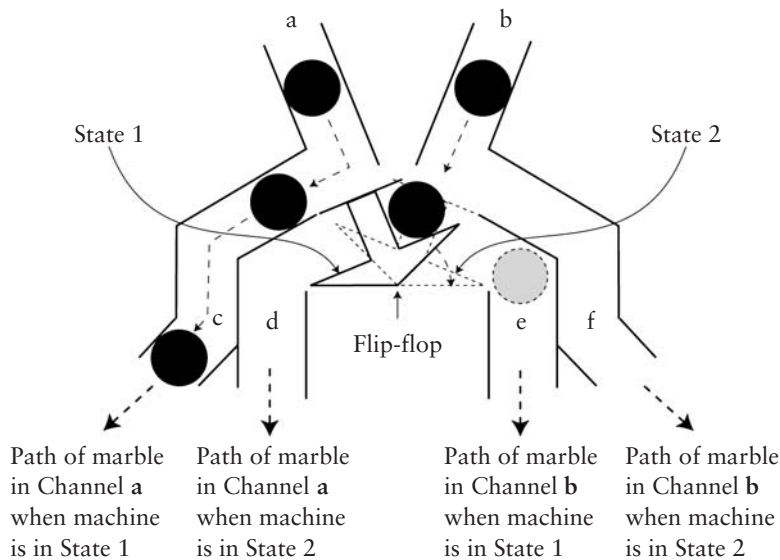 a
b
State 1
State 2
c
d
Flip-flop
e
f
Path of marble
in Channel a
when machine
is in State 1
Path of marble
in Channel a
when machine
is in State 2
Path of marble
in Channel b
when machine
is in State 1
Path of marble
in Channel b
when machine
is in State 2